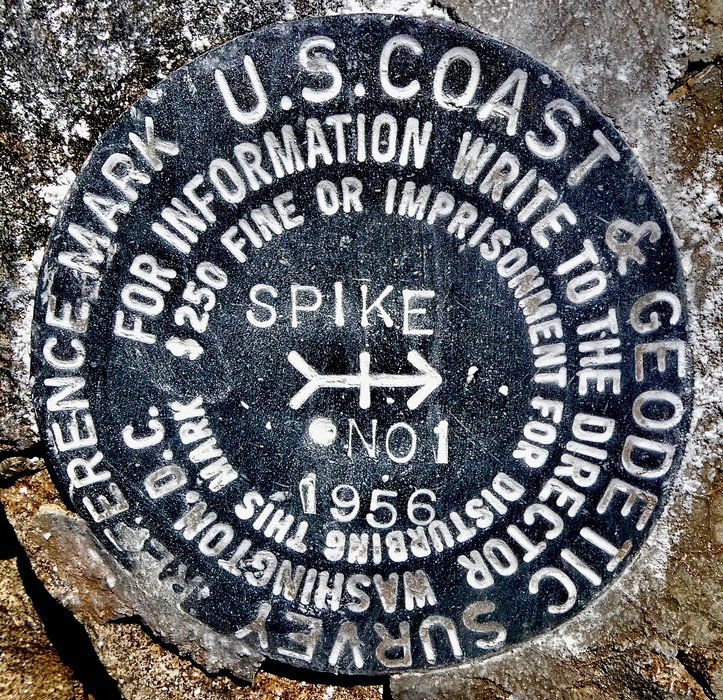 U.S. COAST & GEODETIC SURVEY REFERENCE MARK
FOR INFORMATION WRITE TO THE DIRECTOR WASHINGTON, D.C.
$250 FINE OR IMPRISONMENT FOR DISTURBING THIS MARK
SPIKE
NO 1
1956